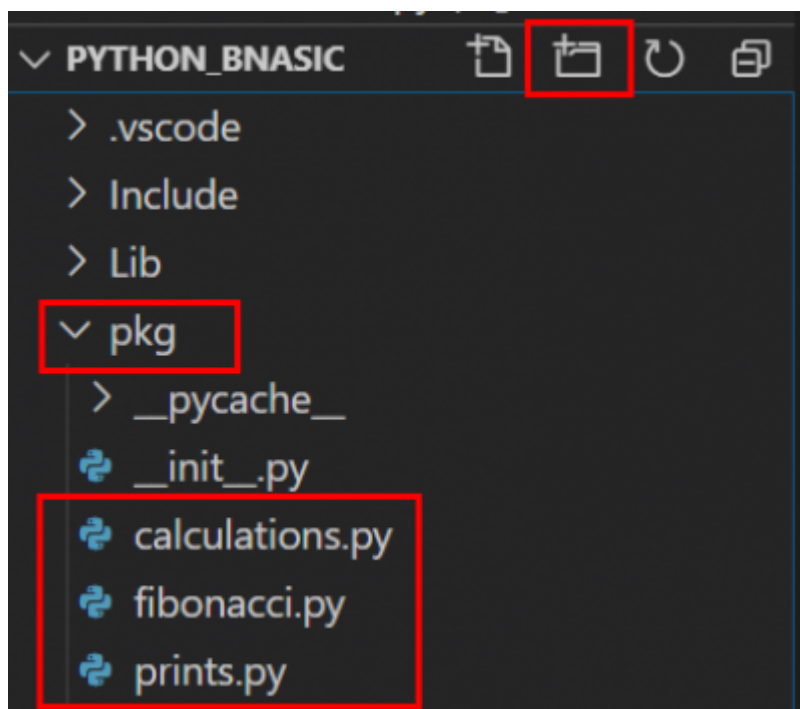 PYTHON_BNASIC
.vscode
Include
Lib
pkg
__pycache__
__init__.py
calculations.py
fibonacci.py
prints.py